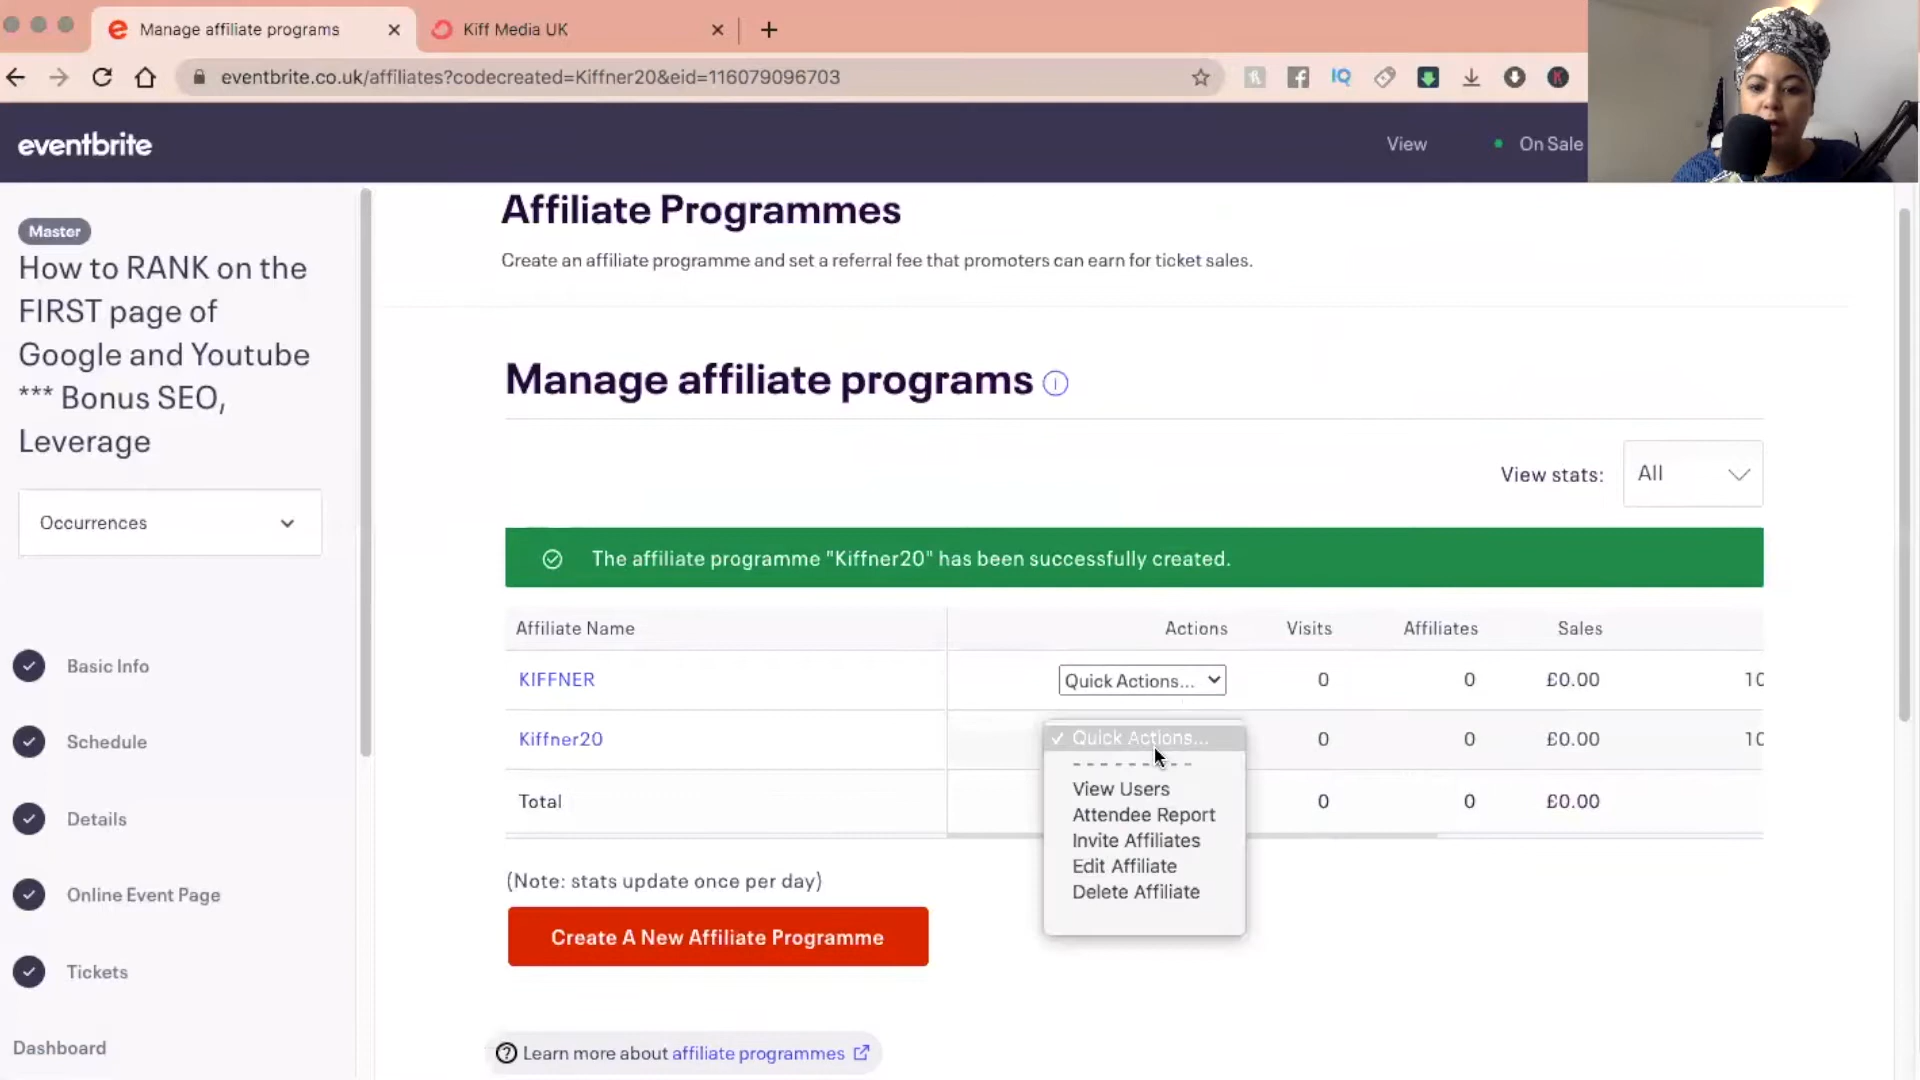 Manage affiliate programs
Kiff Media UK
eventbrite.co.uk/affiliates?codecreated=Kiffner20&eid=116079096703
IQ
eventbrite
View
On Sale
Master
How to RANK on the
FIRST page of
Google and Youtube
*** Bonus SEO,
Leverage
Occurrences
Basic Info
Schedule
Details
Online Event Page
Tickets
Dashboard
Affiliate Programmes
Create an affiliate programme and set a referral fee that promoters can earn for ticket sales.
Manage affiliate programs
View stats: All
The affiliate programme "Kiffner20" has been successfully created.
Affiliate Name Actions Visits Affiliates Sales
KIFFNER Quick Actions... 0 0 £0.00 10
Kiffner20 Quick Actions... 0 0 £0.00 10
Total 0 0 £0.00
View Users
Attendee Report
Invite Affiliates
Edit Affiliate
Delete Affiliate
(Note: stats update once per day)
Create A New Affiliate Programme
Learn more about affiliate programmes